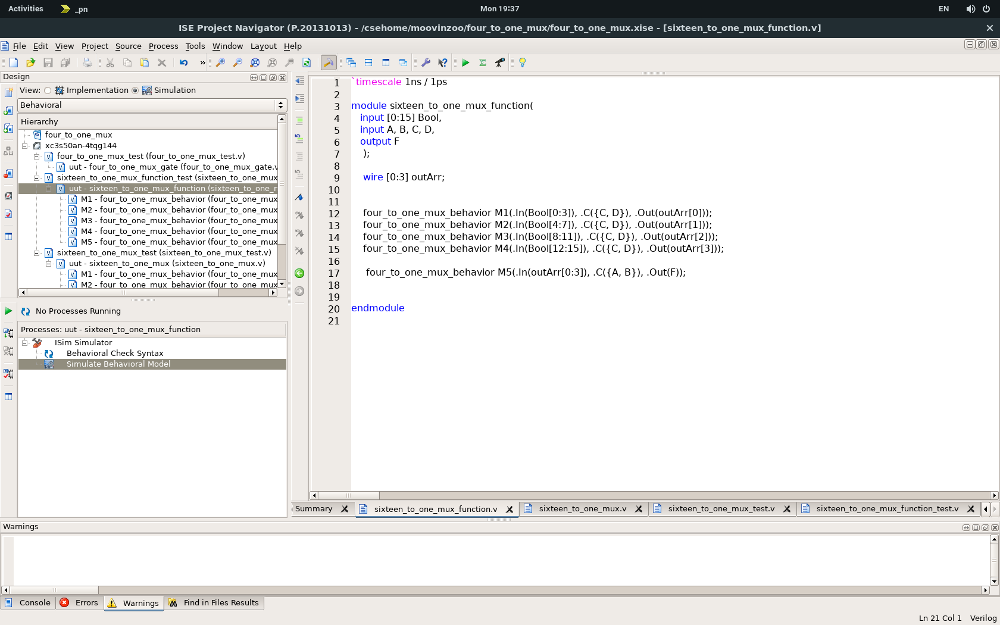 Activities
_pn
Mon 19:37
EN
ISE Project Navigator (P.20131013) - /csehome/moovinzoo/four_to_one_mux/four_to_one_mux.xise - [sixteen_to_one_mux_function.v]
File Edit View Project Source Process Tools Window Layout Help
Design
View: Implementation Simulation
Behavioral
Hierarchy
four_to_one_mux
xc3s50an-4tqg144
four_to_one_mux_test (four_to_one_mux_test.v)
uut - four_to_one_mux_gate (four_to_one_mux_gate.v
sixteen_to_one_mux_function_test (sixteen_to_one_mux
uut - sixteen_to_one_mux_function (sixteen_to_one_m
M1 - four_to_one_mux_behavior (four_to_one_mux
M2 - four_to_one_mux_behavior (four_to_one_mux
M3 - four_to_one_mux_behavior (four_to_one_mux
M4 - four_to_one_mux_behavior (four_to_one_mux
M5 - four_to_one_mux_behavior (four_to_one_mux
sixteen_to_one_mux_test (sixteen_to_one_mux_test.v)
uut - sixteen_to_one_mux (sixteen_to_one_mux.v)
M1 - four_to_one_mux_behavior (four_to_one_mux
M2 - four_to_one_mux_behavior (four_to_one_mux
No Processes Running
Processes: uut - sixteen_to_one_mux_function
ISim Simulator
Behavioral Check Syntax
Simulate Behavioral Model
1 `timescale 1ns / 1ps
2
3 module sixteen_to_one_mux_function(
4 input [0:15] Bool,
5 input A, B, C, D,
6 output F
7 );
8
9 wire [0:3] outArr;
10
11
12 four_to_one_mux_behavior M1(.In(Bool[0:3]), .C({C, D}), .Out(outArr[0]));
13 four_to_one_mux_behavior M2(.In(Bool[4:7]), .C({C, D}), .Out(outArr[1]));
14 four_to_one_mux_behavior M3(.In(Bool[8:11]), .C({C, D}), .Out(outArr[2]));
15 four_to_one_mux_behavior M4(.In(Bool[12:15]), .C({C, D}), .Out(outArr[3]));
16
17 four_to_one_mux_behavior M5(.In(outArr[0:3]), .C({A, B}), .Out(F));
18
19
20 endmodule
21
Summary
sixteen_to_one_mux_function.v
sixteen_to_one_mux.v
sixteen_to_one_mux_test.v
sixteen_to_one_mux_function_test.v
Warnings
Console
Errors
Warnings
Find in Files Results
Ln 21 Col 1 Verilog